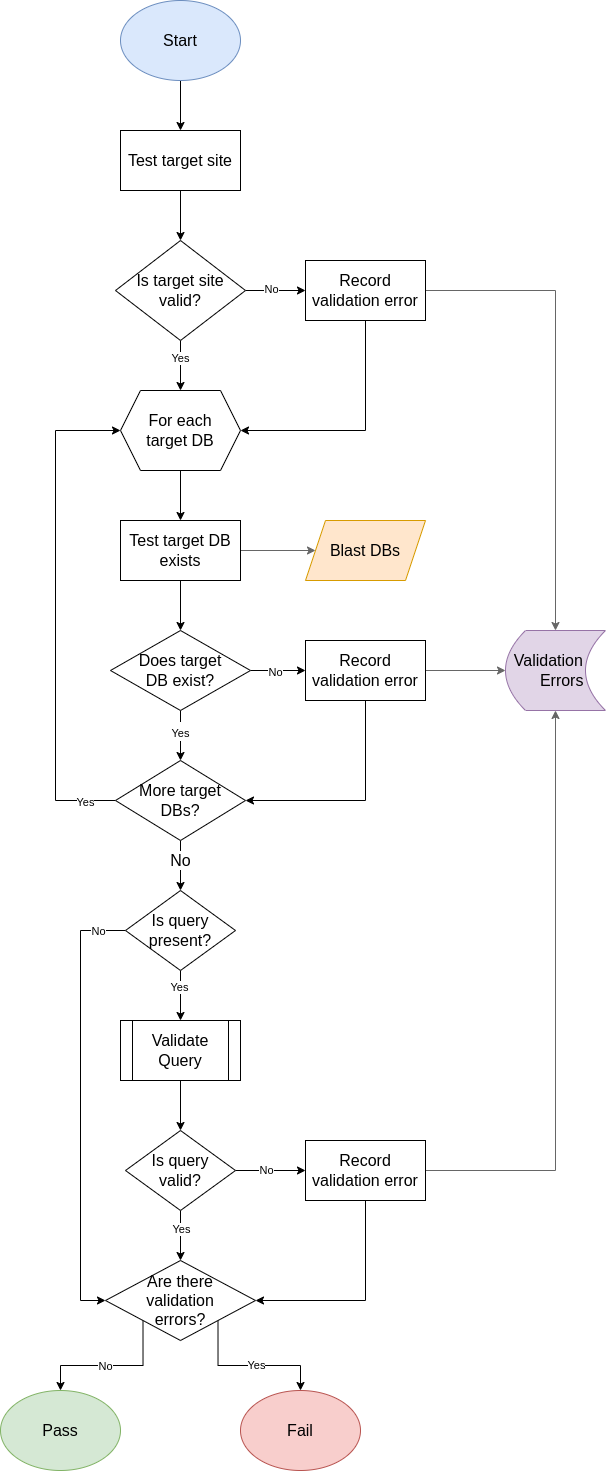 Start
Test target site
Is target site
valid?
No
Record
validation error
Yes
For each
target DB
Test target DB
exists
Blast DBs
Does target
DB exist?
No
Record
validation error
Validation
Errors
Yes
More target
DBs?
Yes
No
Is query
present?
No
Yes
Validate
Query
Is query
valid?
No
Record
validation error
Yes
Are there
validation
errors?
No
Yes
Pass
Fail